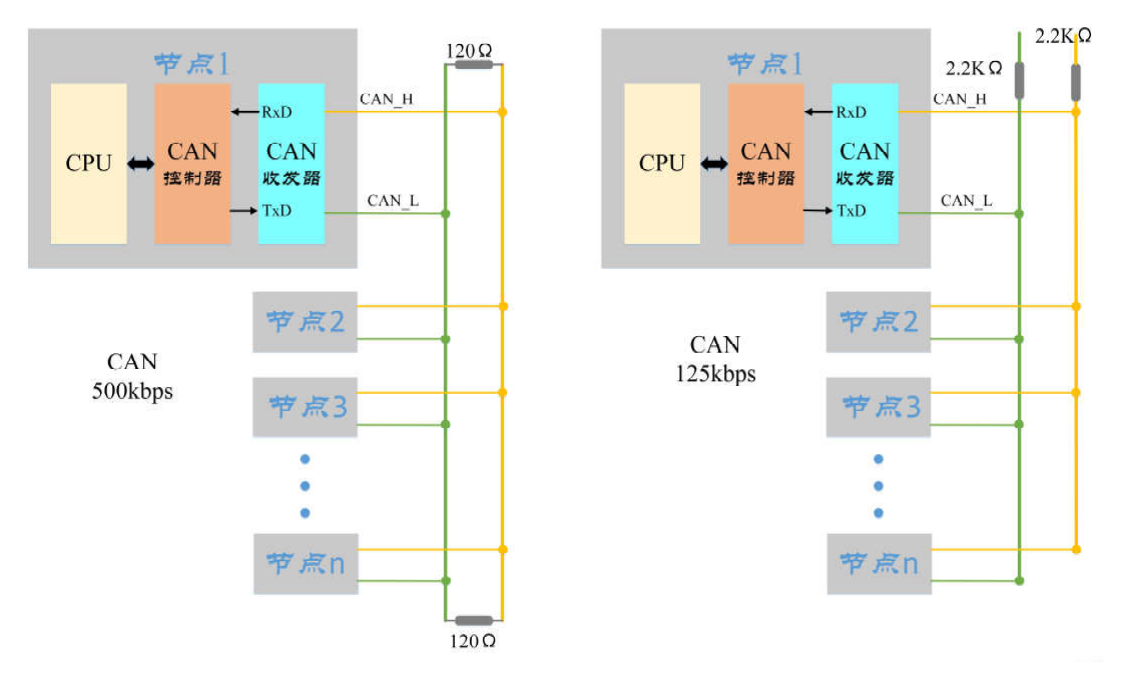 节点1
120Ω
CAN_H
RxD
CPU
CAN
控制器
CAN
收发器
CAN_L
TxD
节点2
CAN
500kbps
节点3
节点n
120Ω
节点1
2.2KΩ
2.2KΩ
CAN_H
RxD
CPU
CAN
控制器
CAN
收发器
CAN_L
TxD
节点2
CAN
125kbps
节点3
节点n